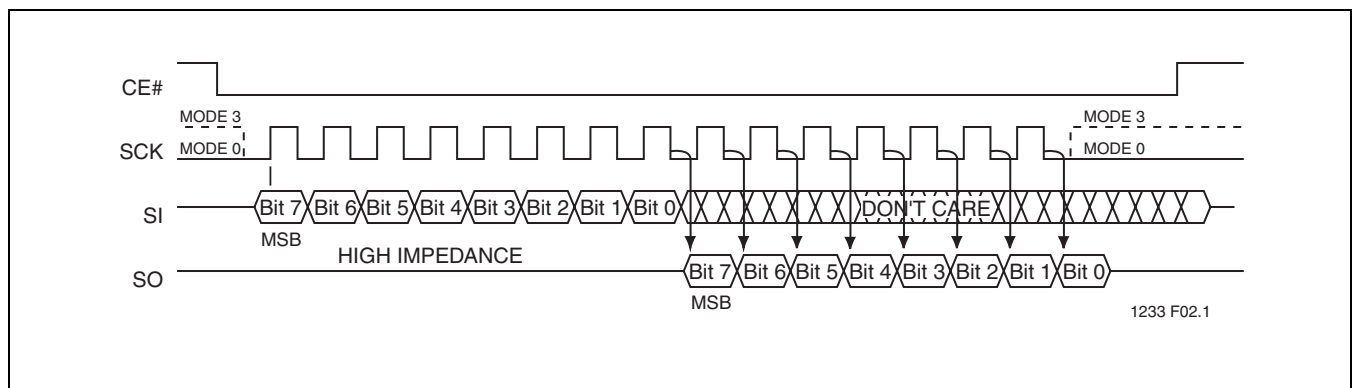 CE#
MODE 3 MODE 3
SCK MODE 0 MODE 0
SI Bit 7 Bit 6 Bit 5 Bit 4 Bit 3 Bit 2 Bit 1 Bit 0 DON'T CARE
MSB
HIGH IMPEDANCE
SO Bit 7 Bit 6 Bit 5 Bit 4 Bit 3 Bit 2 Bit 1 Bit 0
MSB
1233 F02.1